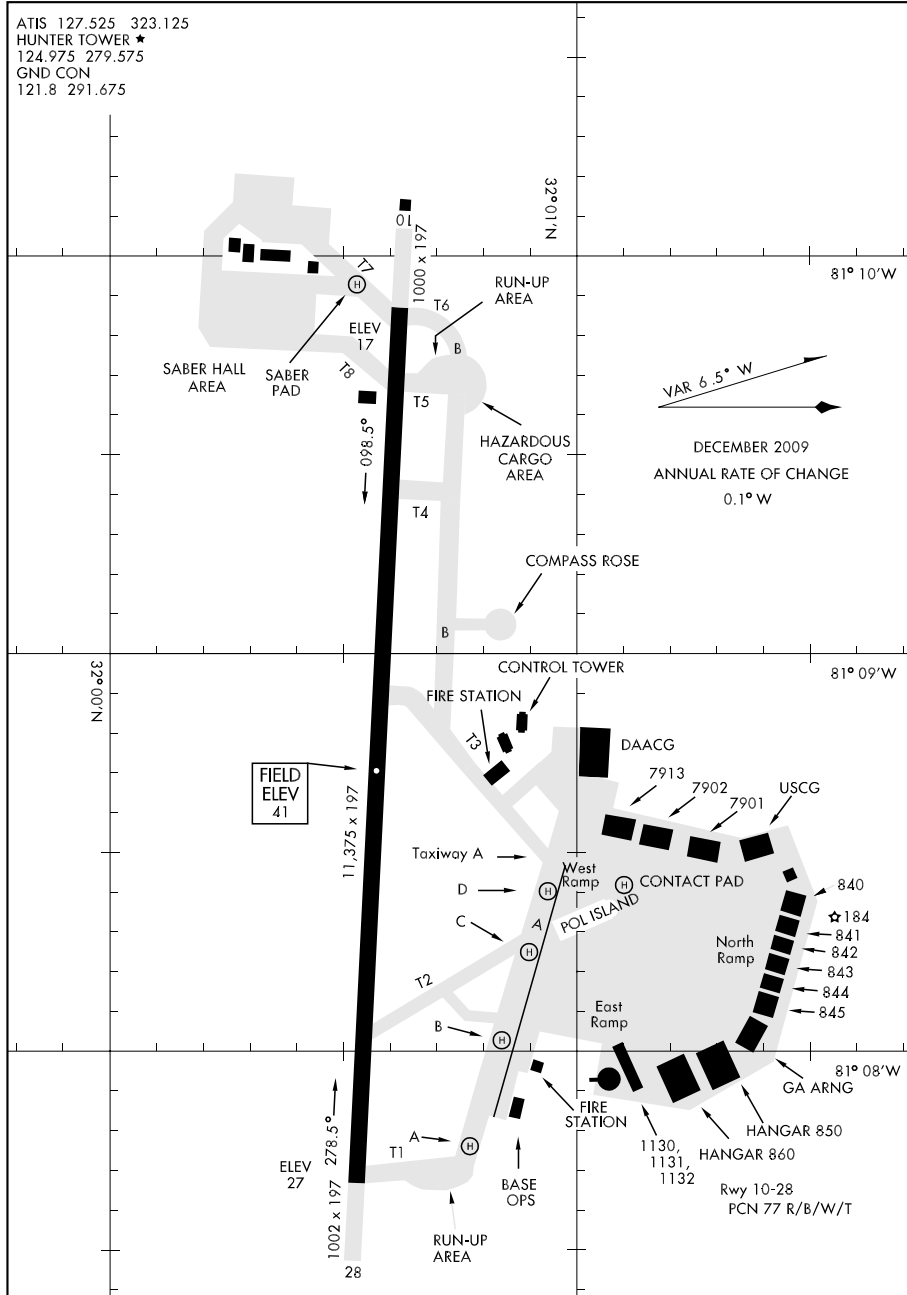 ATIS 127.525 323.125
HUNTER TOWER ★
124.975 279.575
GND CON
121.8 291.675
32°01'N
10
1000 x 197
81°10'W
T7
RUN-UP
AREA
T6
ELEV
17
B
SABER HALL
AREA
SABER
PAD
T8
T5
VAR 6.5° W
098.5°
HAZARDOUS
CARGO
AREA
DECEMBER 2009
ANNUAL RATE OF CHANGE
0.1° W
T4
COMPASS ROSE
B
32°00'N
81°09'W
CONTROL TOWER
FIRE STATION
T3
DAACG
FIELD
ELEV
41
7913
7902
7901
USCG
11,375 x 197
Taxiway A
West
Ramp
D
H
H
CONTACT PAD
840
POL ISLAND
A
184
C
841
842
North
Ramp
H
843
T2
844
845
East
Ramp
B
H
81°08'W
GA ARNG
278.5°
FIRE
STATION
HANGAR 850
A
H
T1
1130,
1131,
1132
HANGAR 860
ELEV
27
BASE
OPS
Rwy 10-28
PCN 77 R/B/W/T
1002 x 197
RUN-UP
AREA
28
H